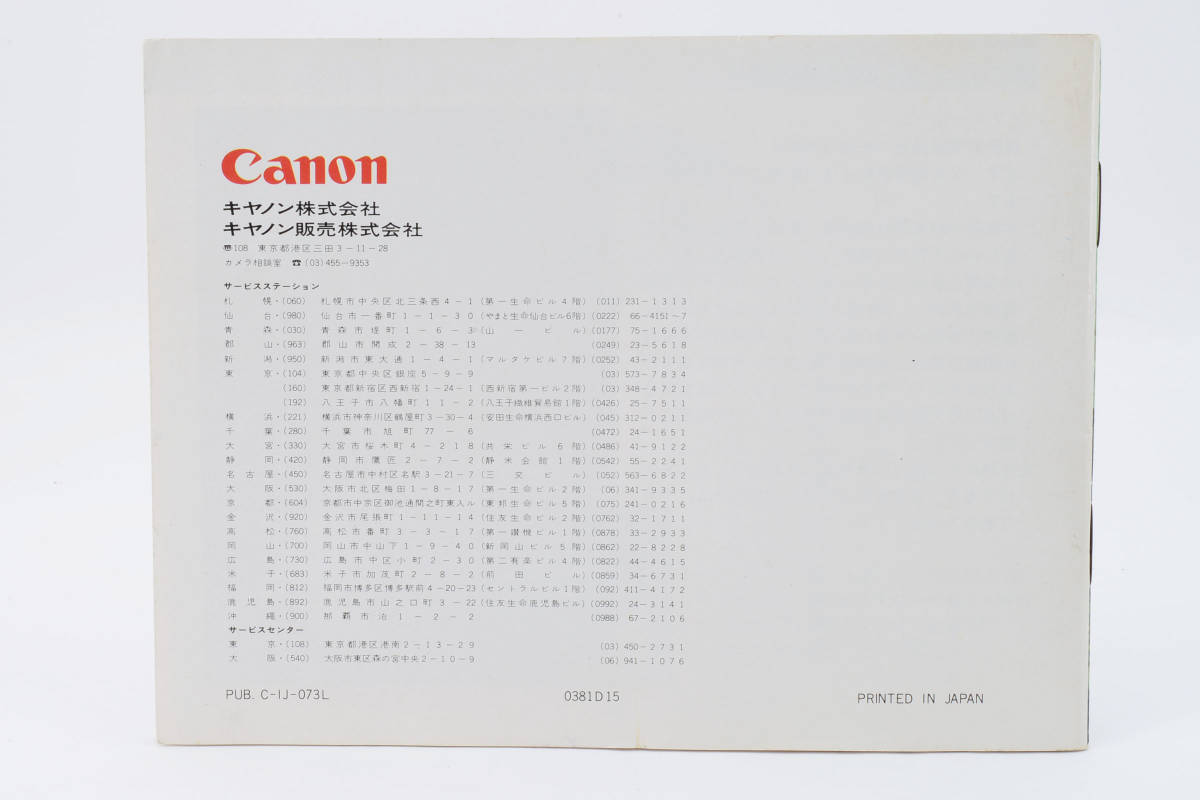 Canon
キヤノン株式会社
キヤノン販売株式会社
〠108 東京都港区三田3-11-28
カメラ相談室 ☎(03)455-9353
サービスステーション
札幌・(060) 札幌市中央区北三条西4-1(第一生命ビル4階) (011)231-1313
仙台・(980) 仙台市一番町1-1-30(やまと生命仙台ビル6階)(0222) 66-4151~7
青森・(030) 青森市堤町1-6-3(山一ビル)(0177) 75-1666
郡山・(963) 郡山市開成2-38-13 (0249) 23-5618
新潟・(950) 新潟市東大通1-4-1(マルタケビル7階)(0252) 43-2111
東京・(104) 東京都中央区銀座5-9-9 (03)573-7834
(160) 東京都新宿区西新宿1-24-1(西新宿第一ビル2階) (03)348-4721
(192) 八王子市八幡町11-2(八王子織維貿易館1階)(0426) 25-7511
横浜・(221) 横浜市神奈川区鶴屋町3-30-4(安田生命横浜西口ビル) (045)312-0211
千葉・(280) 千葉市旭町77-6 (0472) 24-1651
大宮・(330) 大宮市桜木町4-218(共栄ビル6階)(0486) 41-9122
静岡・(420) 静岡市鷹匠2-7-2(静米会館1階)(0542) 55-2241
名古屋・(450) 名古屋市中村区名駅3-21-7(三交ビル) (052)563-6822
大阪・(530) 大阪市北区梅田1-8-17(第一生命ビル2階) (06)341-9335
京都・(604) 京都市中京区御池通間之町東入ル(東邦生命ビル5階) (075)241-0216
金沢・(920) 金沢市尾張町1-11-14(住友生命ビル2階)(0762) 32-1711
高松・(760) 高松市番町3-3-17(第一讃機ビル1階)(0878) 33-2933
岡山・(700) 岡山市中山下1-9-40(新岡山ビル5階)(0862) 22-8228
広島・(730) 広島市中区小町2-30(第二有楽ビル4階)(0822) 44-4615
米子・(683) 米子市加茂町2-8-2(前田ビル)(0859) 34-6731
福岡・(812) 福岡市博多区博多駅前4-20-23(セントラルビル1階) (092)411-4172
鹿児島・(892) 鹿児島市山之口町3-22(住友生命鹿児島ビル)(0992) 24-3141
沖縄・(900) 那覇市泊1-2-2 (0988) 67-2106
サービスセンター
東京・(108) 東京都港区港南2-13-29 (03)450-2731
大阪・(540) 大阪市東区森の宮中央2-10-9 (06)941-1076
PUB. C-IJ-073L 0381D15 PRINTED IN JAPAN